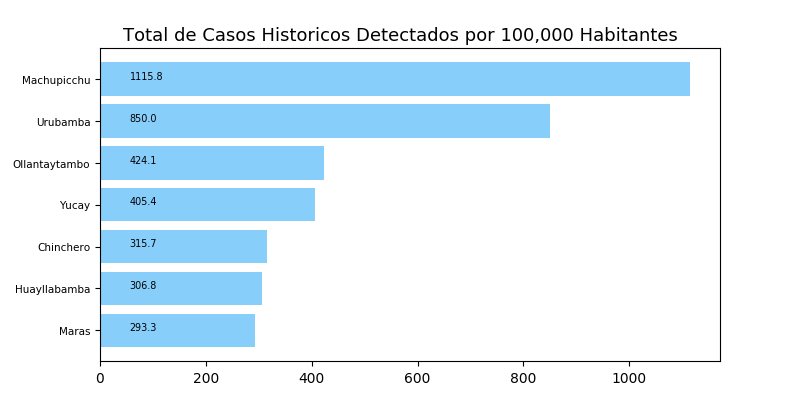 Total de Casos Historicos Detectados por 100,000 Habitantes
Machupicchu 1115.8
Urubamba 850.0
Ollantaytambo 424.1
Yucay 405.4
Chinchero 315.7
Huayllabamba 306.8
Maras 293.3
0 200 400 600 800 1000